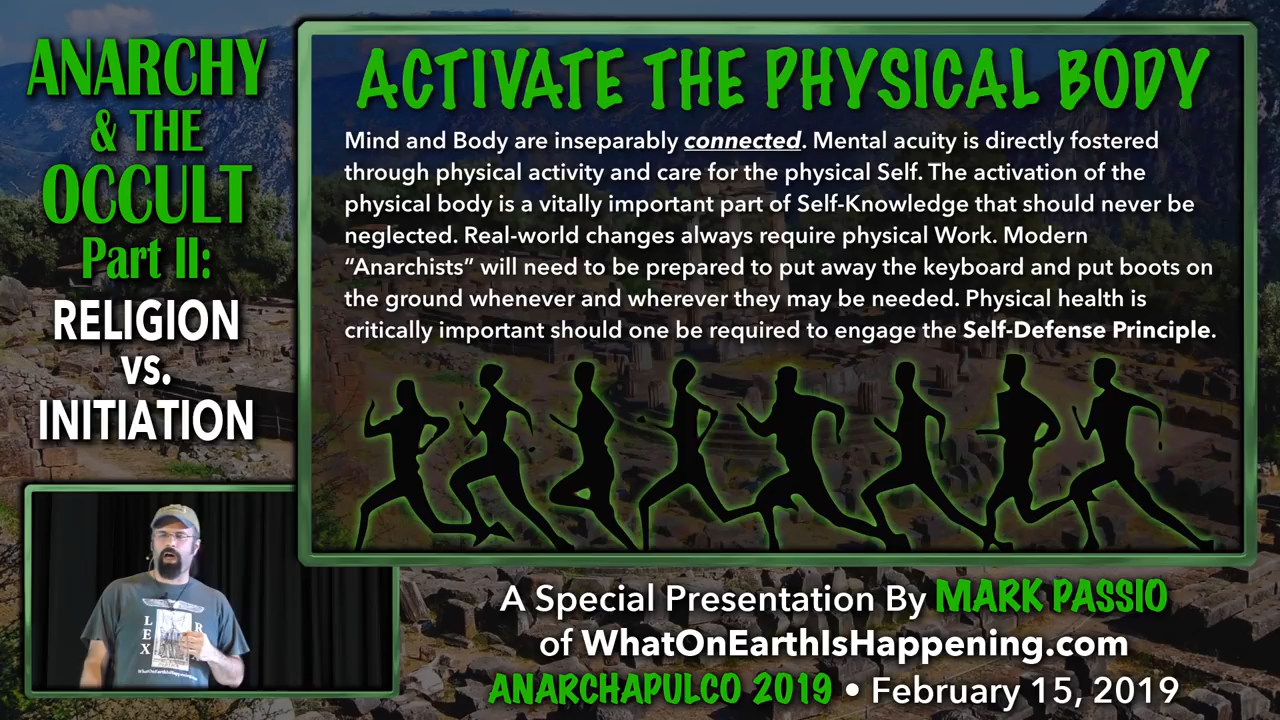 ANARCHY
& THE
OCCULT
Part II:
RELIGION
vs.
INITIATION
ACTIVATE THE PHYSICAL BODY
Mind and Body are inseparably connected. Mental acuity is directly fostered
through physical activity and care for the physical Self. The activation of the
physical body is a vitally important part of Self-Knowledge that should never be
neglected. Real-world changes always require physical Work. Modern
“Anarchists” will need to be prepared to put away the keyboard and put boots on
the ground whenever and wherever they may be needed. Physical health is
critically important should one be required to engage the Self-Defense Principle.
L
E
X
R
WhatOnEarthIsHappening.com
A Special Presentation By MARK PASSIO
of WhatOnEarthIsHappening.com
ANARCHAPULCO 2019 • February 15, 2019